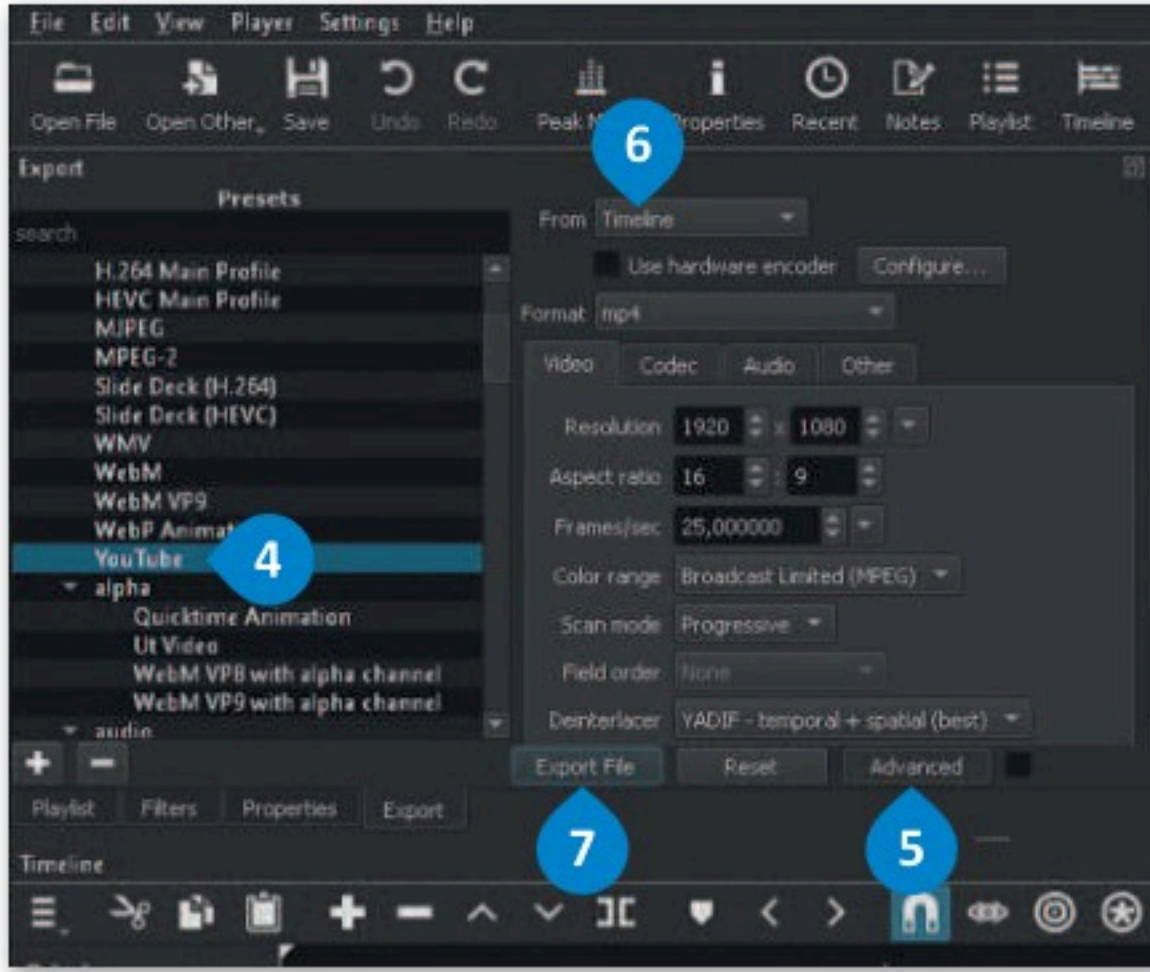 File Edit View Player Settings Help
Open File Open Other Save Undo Redo Peak M Properties Recent Notes Playlist Timeline
6
Export
Presets
search
From Timeline
Use hardware encoder Configure...
Format mp4
H.264 Main Profile
HEVC Main Profile
MJPEG
MPEG-2
Slide Deck (H.264)
Slide Deck (HEVC)
WMV
WebM
WebM VP9
WebP Animat
YouTube
4
alpha
Quicktime Animation
Ut Video
WebM VP8 with alpha channel
WebM VP9 with alpha channel
audio
Video Codec Audio Other
Resolution 1920 x 1080
Aspect ratio 16 : 9
Frames/sec 25,000000
Color range Broadcast Limited (MPEG)
Scan mode Progressive
Field order None
Deinterlacer YADIF - temporal + spatial (best)
Export File Reset Advanced
7
5
Playlist Filters Properties Export
Timeline